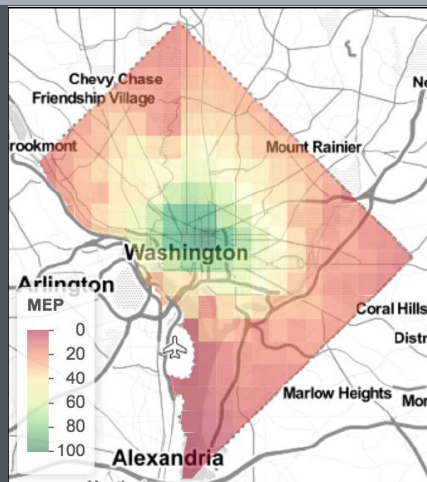 Chevy Chase
Friendship Village
rookmont
Mount Rainier
Ne
Washington
Arlington
MEP
0
20
40
60
80
100
Coral Hills
Distr
Marlow Heights
Mor
Alexandria